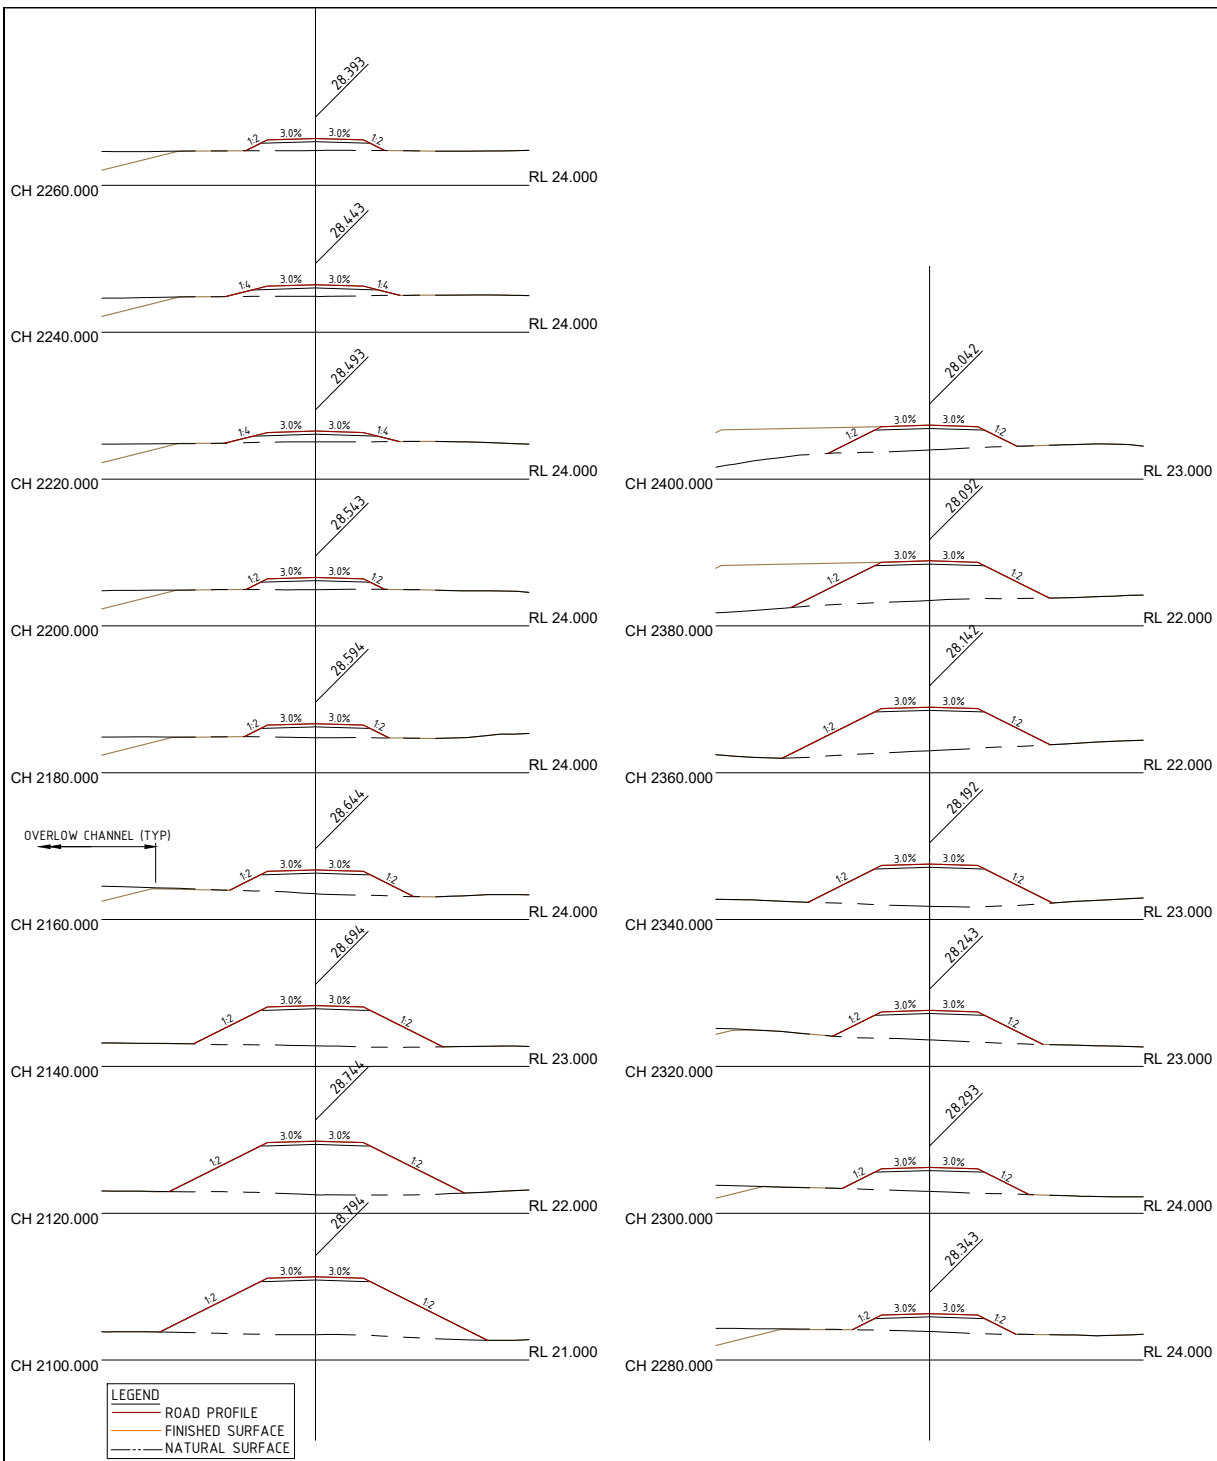 28.393
1:2 3.0% 3.0% 1:2
CH 2260.000 RL 24.000
28.443
1:4 3.0% 3.0% 1:4
CH 2240.000 RL 24.000
28.493
1:4 3.0% 3.0% 1:4
CH 2220.000 RL 24.000
28.543
1:2 3.0% 3.0% 1:2
CH 2200.000 RL 24.000
28.594
1:2 3.0% 3.0% 1:2
CH 2180.000 RL 24.000
28.644
OVERLOW CHANNEL (TYP)
1:2 3.0% 3.0% 1:2
CH 2160.000 RL 24.000
28.694
1:2 3.0% 3.0% 1:2
CH 2140.000 RL 23.000
28.744
1:2 3.0% 3.0% 1:2
CH 2120.000 RL 22.000
28.794
1:2 3.0% 3.0% 1:2
CH 2100.000 RL 21.000
LEGEND
ROAD PROFILE
FINISHED SURFACE
NATURAL SURFACE
28.042
1:2 3.0% 3.0% 1:2
CH 2400.000 RL 23.000
28.092
1:2 3.0% 3.0% 1:2
CH 2380.000 RL 22.000
28.142
1:2 3.0% 3.0% 1:2
CH 2360.000 RL 22.000
28.192
1:2 3.0% 3.0% 1:2
CH 2340.000 RL 23.000
28.243
1:2 3.0% 3.0% 1:2
CH 2320.000 RL 23.000
28.293
1:2 3.0% 3.0% 1:2
CH 2300.000 RL 24.000
28.343
1:2 3.0% 3.0% 1:2
CH 2280.000 RL 24.000